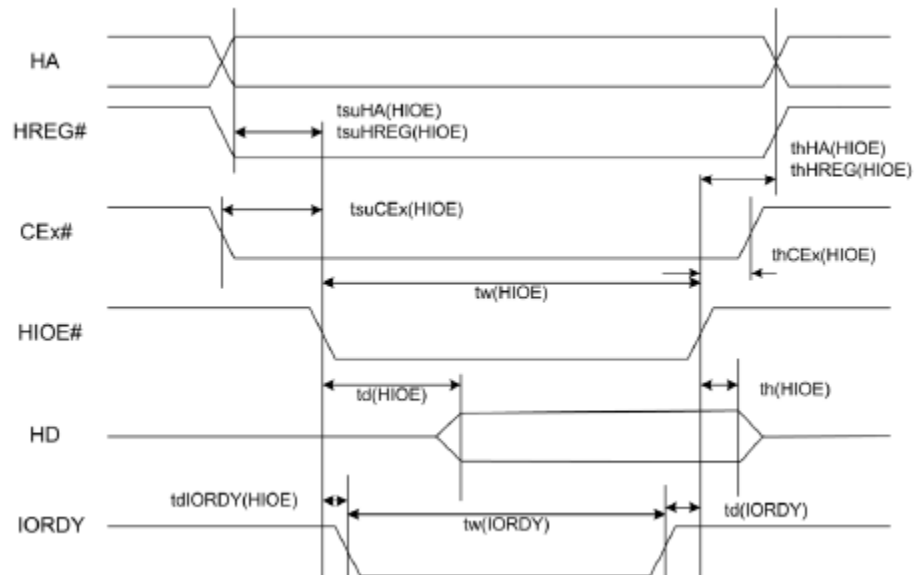 HA
tsuHA(HIOE)
HREG#
tsuHREG(HIOE)
thHA(HIOE)
thHREG(HIOE)
CEx#
tsuCEx(HIOE)
thCEx(HIOE)
tw(HIOE)
HIOE#
td(HIOE)
th(HIOE)
HD
tdIORDY(HIOE)
td(IORDY)
IORDY
tw(IORDY)